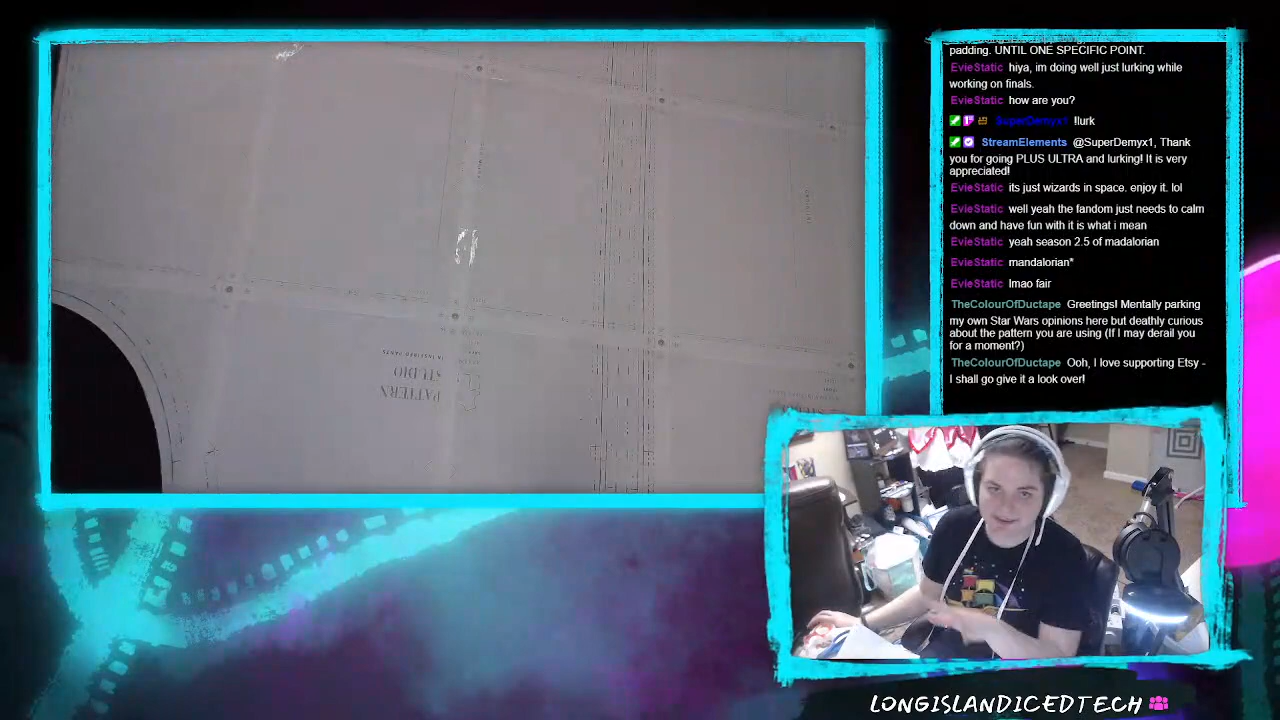 padding. UNTIL ONE SPECIFIC POINT.
EvieStatic hiya, im doing well just lurking while
working on finals.
EvieStatic how are you?
SuperDemyx1 !lurk
StreamElements @SuperDemyx1, Thank
you for going PLUS ULTRA and lurking! It is very
appreciated!
EvieStatic its just wizards in space. enjoy it. lol
EvieStatic well yeah the fandom just needs to calm
down and have fun with it is what i mean
EvieStatic yeah season 2.5 of madalorian
EvieStatic mandalorian*
EvieStatic lmao fair
TheColourOfDuctape Greetings! Mentally parking
my own Star Wars opinions here but deathly curious
about the pattern you are using (If I may derail you
for a moment?)
TheColourOfDuctape Ooh, I love supporting Etsy -
I shall go give it a look over!
PATTERN
STUDIO
LONGISLANDICEDTECH